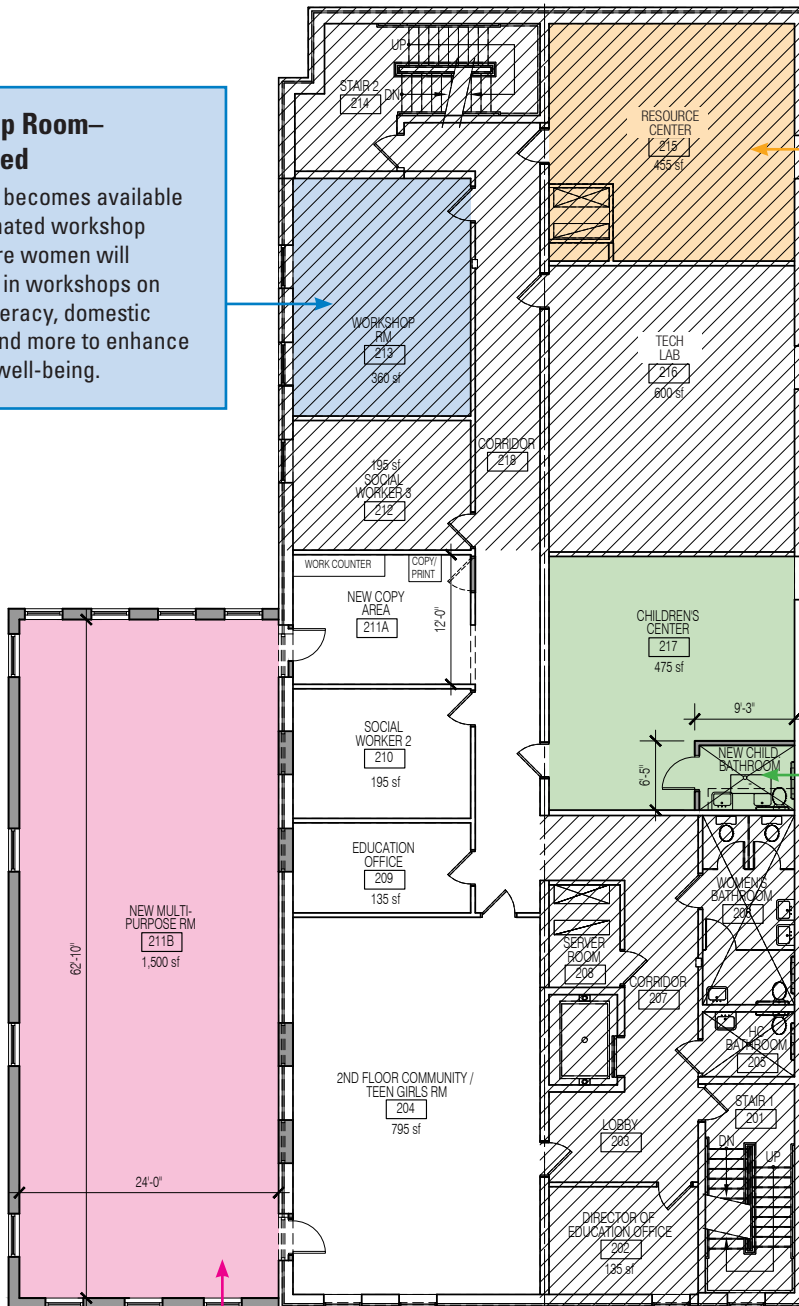 p Room–
ed
becomes available
nated workshop
re women will
in workshops on
eracy, domestic
nd more to enhance
well-being.
UP
STAIR 2
214
DN
RESOURCE
CENTER
215
455 sf
WORKSHOP
RM
213
360 sf
TECH
LAB
216
600 sf
CORRIDOR
218
195 sf
SOCIAL
WORKER 3
212
WORK COUNTER
COPY/
PRINT
NEW COPY
AREA
211A
12'-0"
CHILDREN'S
CENTER
217
475 sf
9'-3"
6'-5"
NEW CHILD
BATHROOM
SOCIAL
WORKER 2
210
195 sf
EDUCATION
OFFICE
209
135 sf
NEW MULTI-
PURPOSE RM
211B
1,500 sf
62'-10"
24'-0"
WOMEN'S
BATHROOM
SERVER
ROOM
208
CORRIDOR
207
HC
BATHROOM
205
2ND FLOOR COMMUNITY /
TEEN GIRLS RM
204
795 sf
LOBBY
203
STAIR 1
201
DN
UP
DIRECTOR OF
EDUCATION OFFICE
202
135 sf